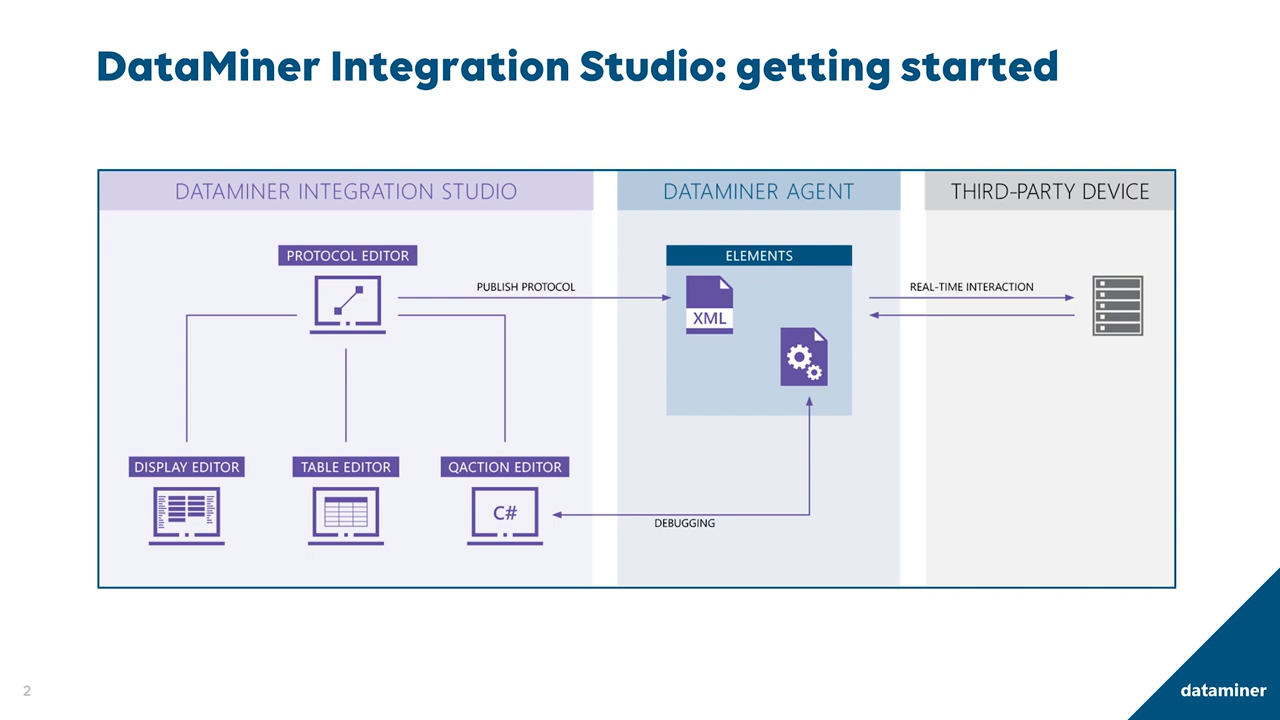 DataMiner Integration Studio: getting started
DATAMINER INTEGRATION STUDIO
DATAMINER AGENT
THIRD-PARTY DEVICE
PROTOCOL EDITOR
ELEMENTS
PUBLISH PROTOCOL
REAL-TIME INTERACTION
XML
DISPLAY EDITOR
TABLE EDITOR
QACTION EDITOR
C#
DEBUGGING
2
dataminer